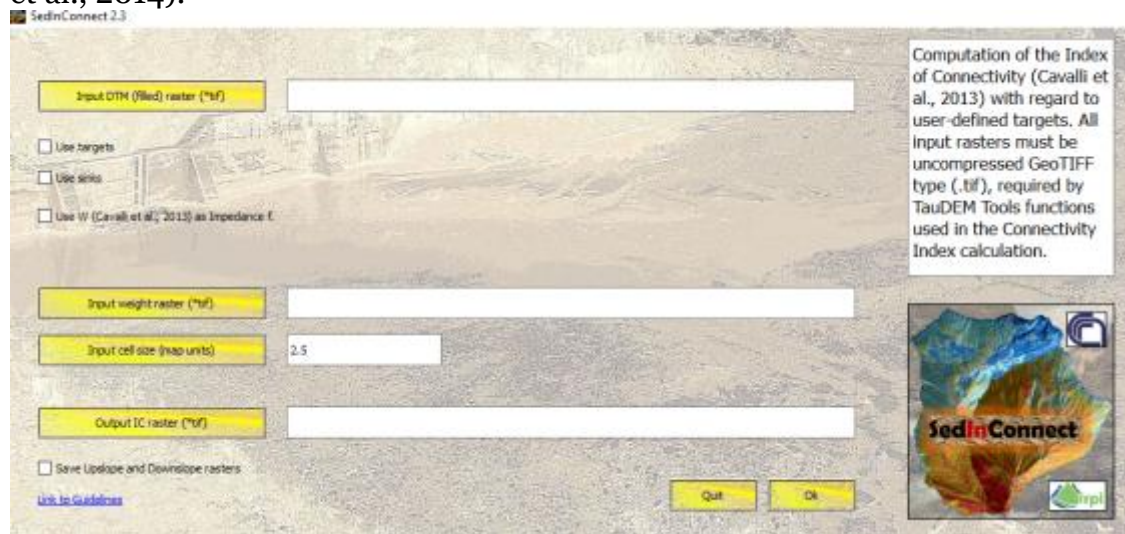 et al., 2014).
SedInConnect 2.3
Input DTM (filled) raster (*tif)
Use targets
Use sinks
Use W (Cavalli et al., 2013) as Impedance f.
Input weight raster (*tif)
Input cell size (map units)
2.5
Output IC raster (*tif)
Save Upslope and Downslope rasters
Link to Guidelines
Quit
Ok
Computation of the Index
of Connectivity (Cavalli et
al., 2013) with regard to
user-defined targets. All
input rasters must be
uncompressed GeoTIFF
type (.tif), required by
TauDEM Tools functions
used in the Connectivity
Index calculation.
SedInConnect
irpi